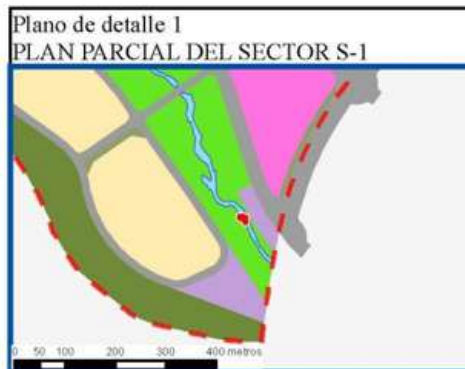 Plano de detalle 1
PLAN PARCIAL DEL SECTOR S-1
0 50 100 200 300 400 metros